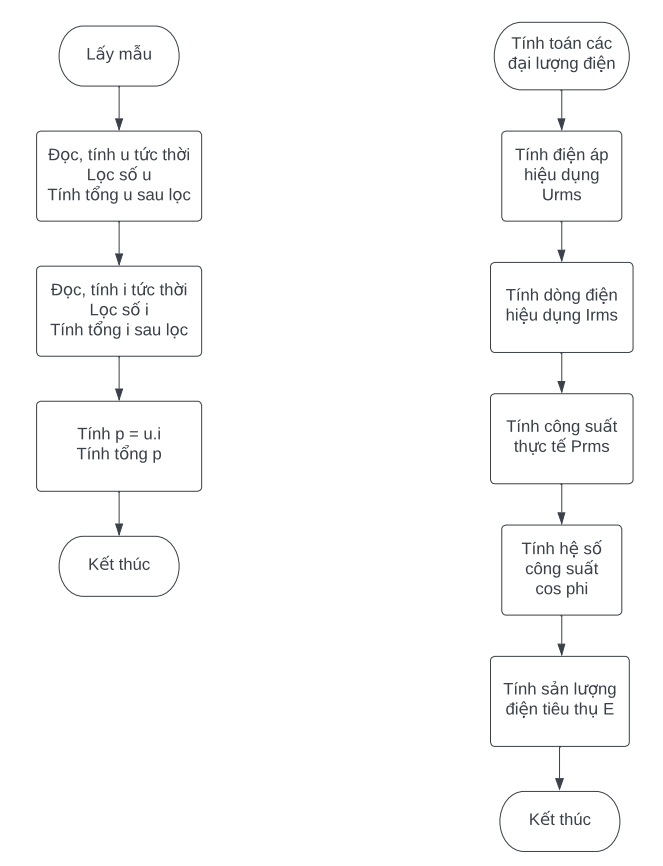 Lấy mẫu
Đọc, tính u tức thời
Lọc số u
Tính tổng u sau lọc
Đọc, tính i tức thời
Lọc số i
Tính tổng i sau lọc
Tính p = u.i
Tính tổng p
Kết thúc
Tính toán các
đại lượng điện
Tính điện áp
hiệu dụng
Urms
Tính dòng điện
hiệu dụng Irms
Tính công suất
thực tế Prms
Tính hệ số
công suất
cos phi
Tính sản lượng
điện tiêu thụ E
Kết thúc